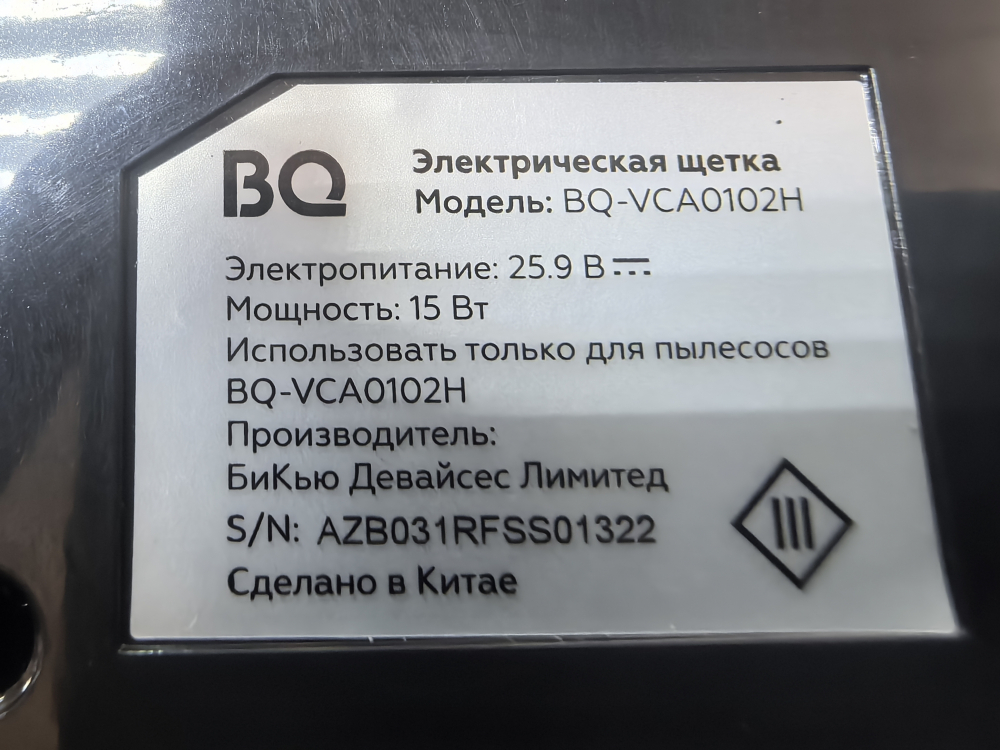 BQ
Электрическая щетка
Модель: BQ-VCA0102H
Электропитание: 25.9 В
Мощность: 15 Вт
Использовать только для пылесосов
BQ-VCA0102H
Производитель:
БиКью Девайсес Лимитед
S/N: AZB031RFSS01322
Сделано в Китае
III